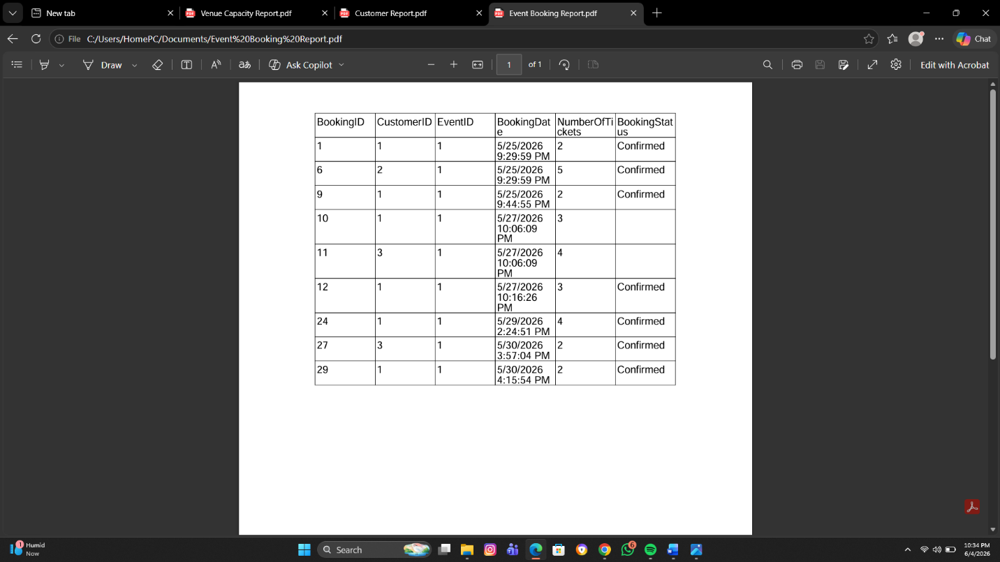 New tab
Venue Capacity Report.pdf
Customer Report.pdf
Event Booking Report.pdf
File C:/Users/HomePC/Documents/Event%20Booking%20Report.pdf
Chat
Draw
aあ
Ask Copilot
1 of 1
Edit with Acrobat
BookingID CustomerID EventID BookingDat NumberOfTi BookingStat
e ckets us
1 1 1 5/25/2026 2 Confirmed
9:29:59 PM
6 2 1 5/25/2026 5 Confirmed
9:29:59 PM
9 1 1 5/25/2026 2 Confirmed
9:44:55 PM
10 1 1 5/27/2026 3
10:06:09
PM
11 3 1 5/27/2026 4
10:06:09
PM
12 1 1 5/27/2026 3 Confirmed
10:16:26
PM
24 1 1 5/29/2026 4 Confirmed
2:24:51 PM
27 3 1 5/30/2026 2 Confirmed
3:57:04 PM
29 1 1 5/30/2026 2 Confirmed
4:15:54 PM
1
Humid
Now
Search
6
10:34 PM
6/4/2026